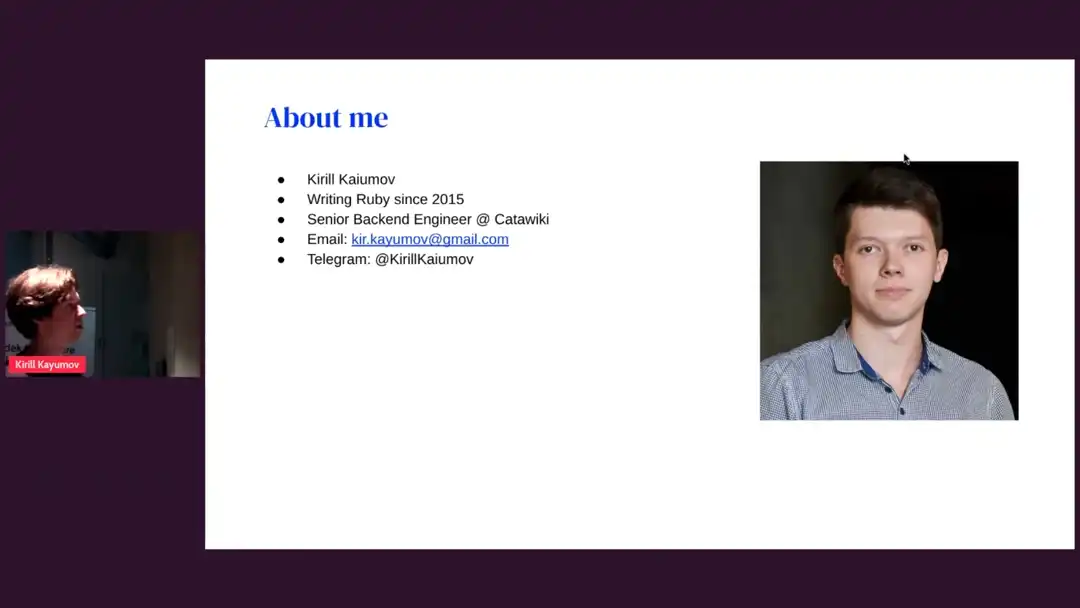 About me
● Kirill Kaiumov
● Writing Ruby since 2015
● Senior Backend Engineer @ Catawiki
● Email: kir.kayumov@gmail.com
● Telegram: @KirillKaiumov
Kirill Kayumov